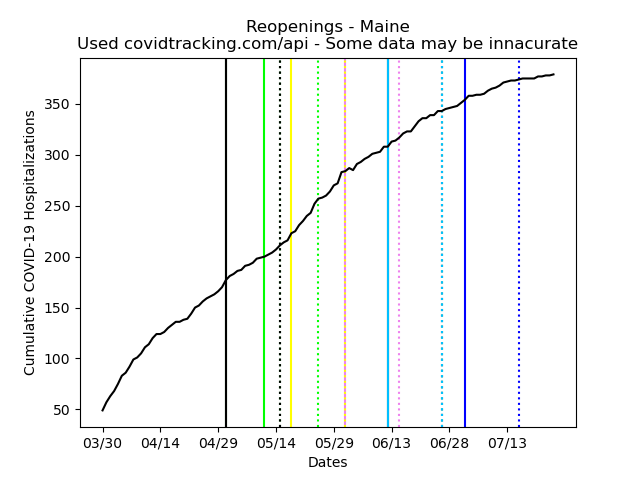 Reopenings - Maine
Used covidtracking.com/api - Some data may be innacurate
Cumulative COVID-19 Hospitalizations
350
300
250
200
150
100
50
03/30 04/14 04/29 05/14 05/29 06/13 06/28 07/13
Dates